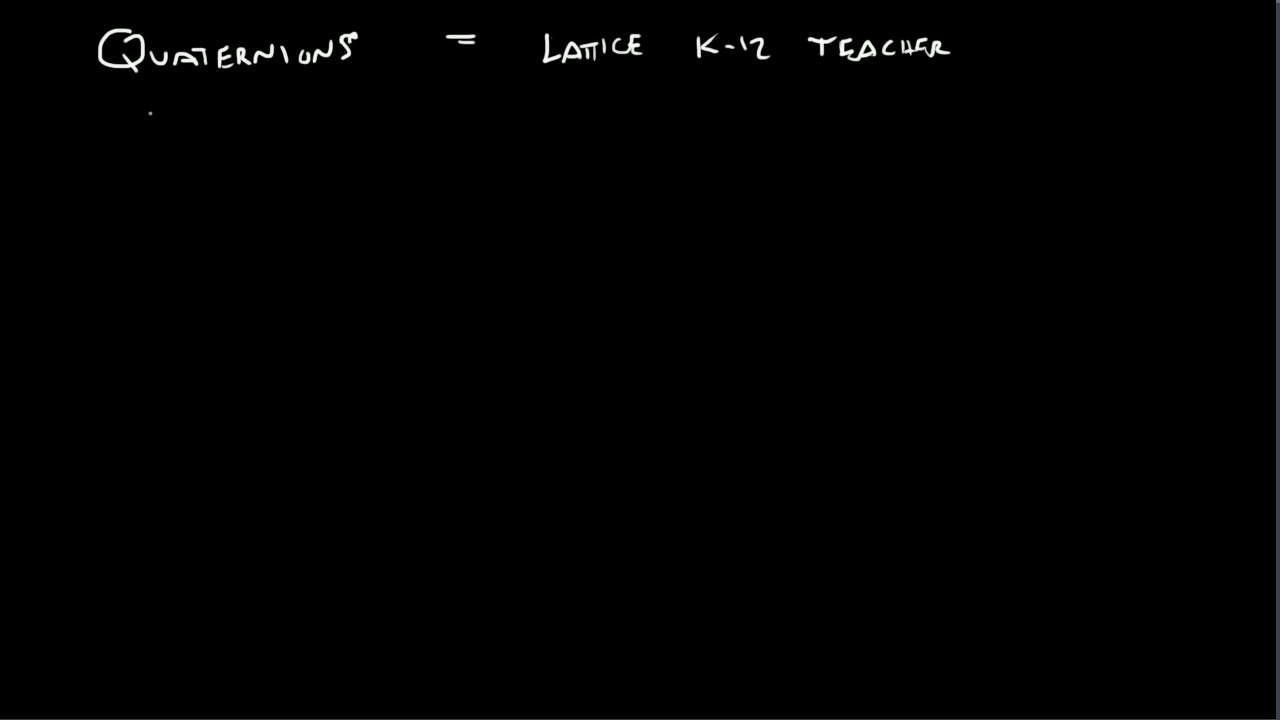 QUATERNIONS = LATTICE K-12 TEACHER